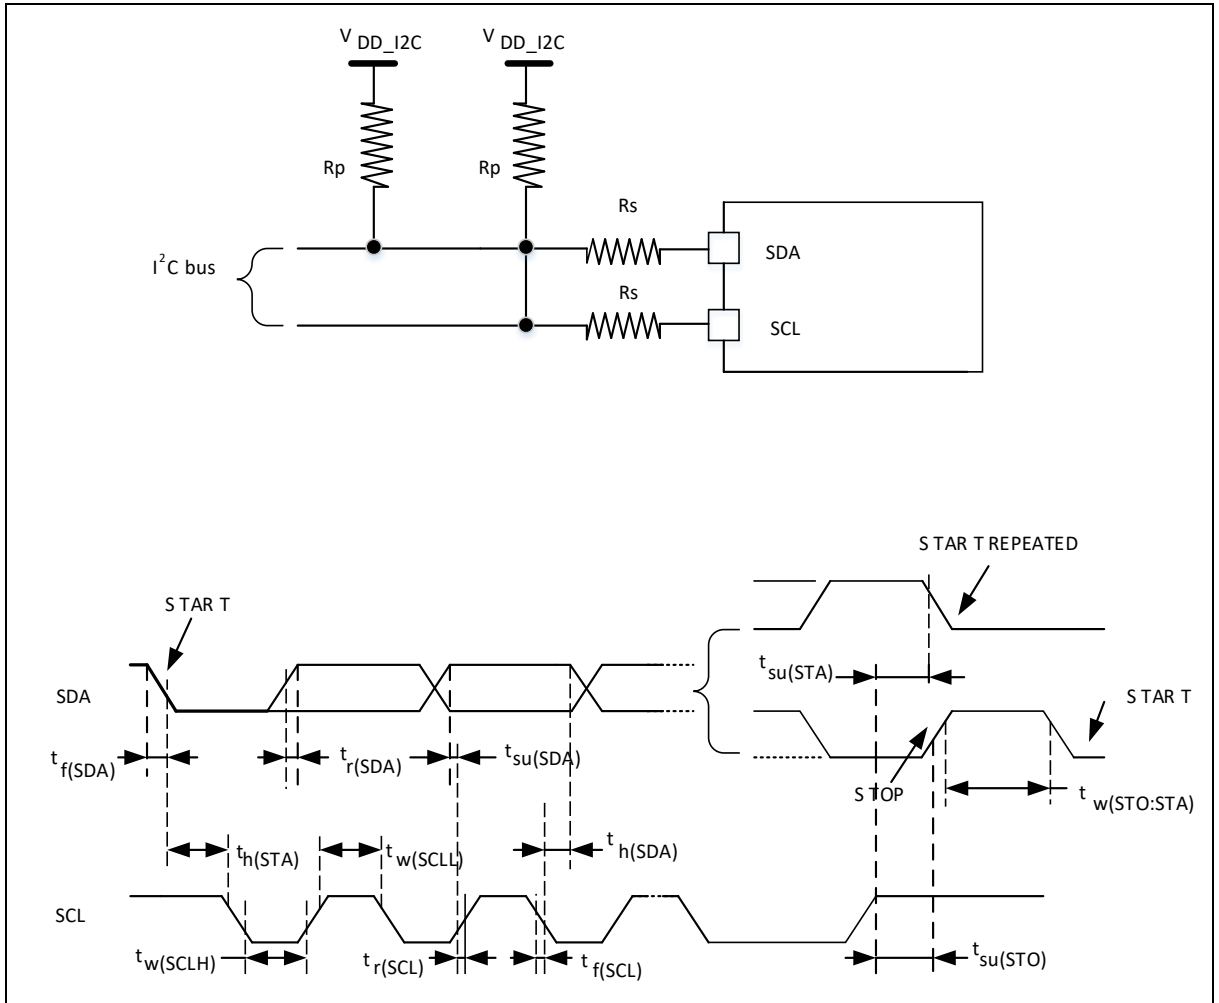 V DD_I2C
V DD_I2C
Rp
Rp
Rs
I²C bus
SDA
Rs
SCL
S TAR T REPEATED
S TAR T
t su(STA)
SDA
S TAR T
t f(SDA)
t r(SDA)
t su(SDA)
S TOP
t w(STO:STA)
t h(STA)
t w(SCLL)
t h(SDA)
SCL
t w(SCLH)
t r(SCL)
t f(SCL)
t su(STO)